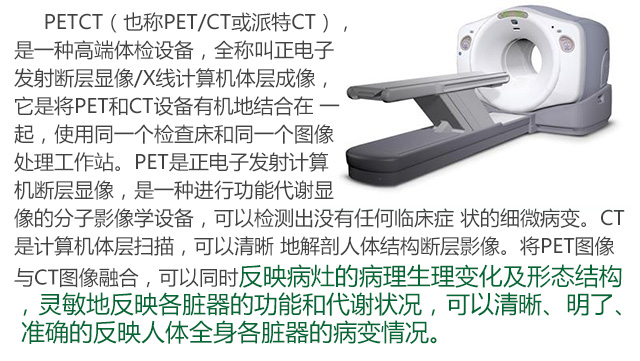 PETCT（也称PET/CT或派特CT），
是一种高端体检设备，全称叫正电子
发射断层显像/X线计算机体层成像，
它是将PET和CT设备有机地结合在 一
起，使用同一个检查床和同一个图像
处理工作站。PET是正电子发射计算
机断层显像，是一种进行功能代谢显
像的分子影像学设备，可以检测出没有任何临床症 状的细微病变。CT
是计算机体层扫描，可以清晰 地解剖人体结构断层影像。将PET图像
与CT图像融合，可以同时反映病灶的病理生理变化及形态结构
，灵敏地反映各脏器的功能和代谢状况，可以清晰、明了、
准确的反映人体全身各脏器的病变情况。